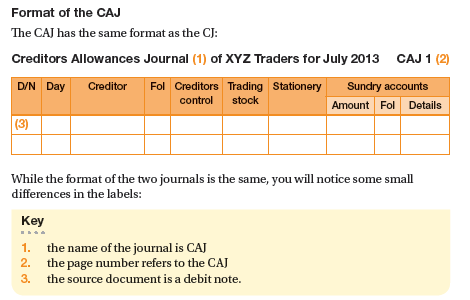 Format of the CAJ
The CAJ has the same format as the CJ:
Creditors Allowances Journal (1) of XYZ Traders for July 2013 CAJ 1 (2)
D/N Day Creditor Fol Creditors control Trading stock Stationery Sundry accounts
Amount Fol Details
(3)
While the format of the two journals is the same, you will notice some small
differences in the labels:
Key
1. the name of the journal is CAJ
2. the page number refers to the CAJ
3. the source document is a debit note.